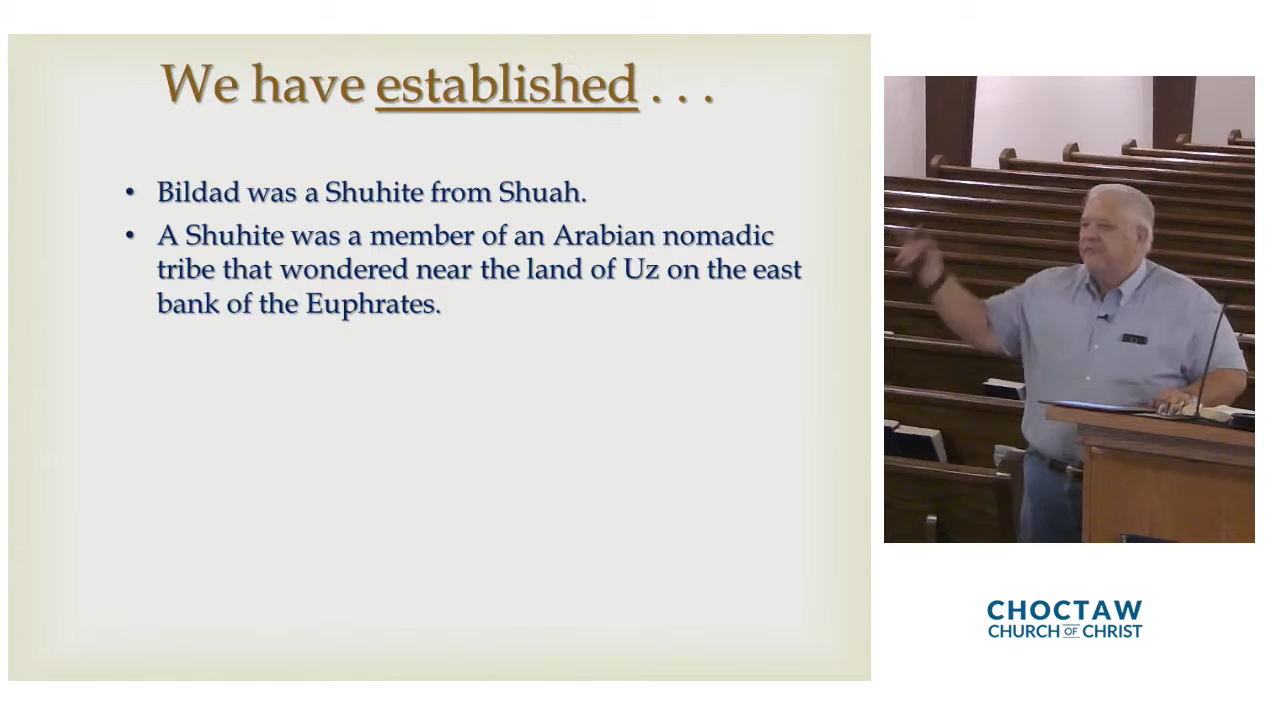 We have established . . .
• Bildad was a Shuhite from Shuah.
• A Shuhite was a member of an Arabian nomadic
tribe that wondered near the land of Uz on the east
bank of the Euphrates.
CHOCTAW
CHURCH OF CHRIST